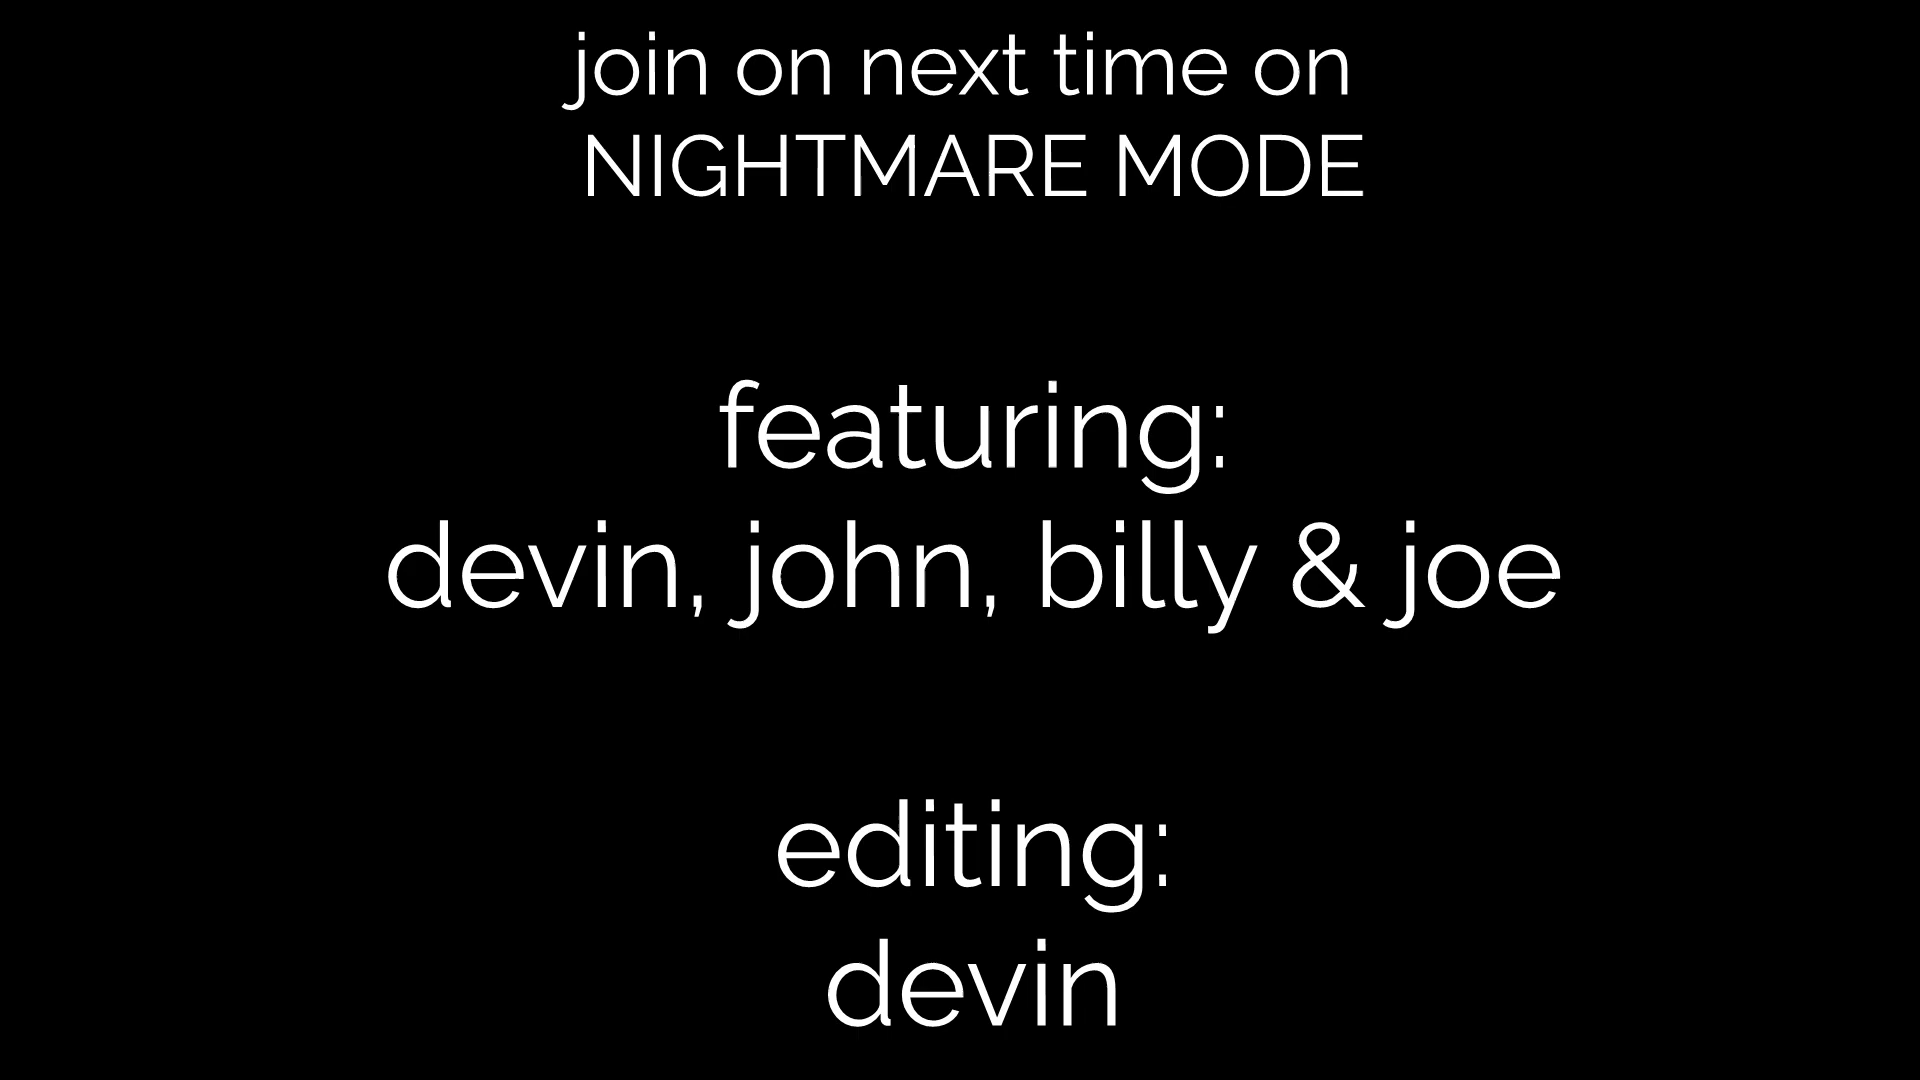 join on next time on
NIGHTMARE MODE
featuring:
devin, john, billy & joe
editing:
devin